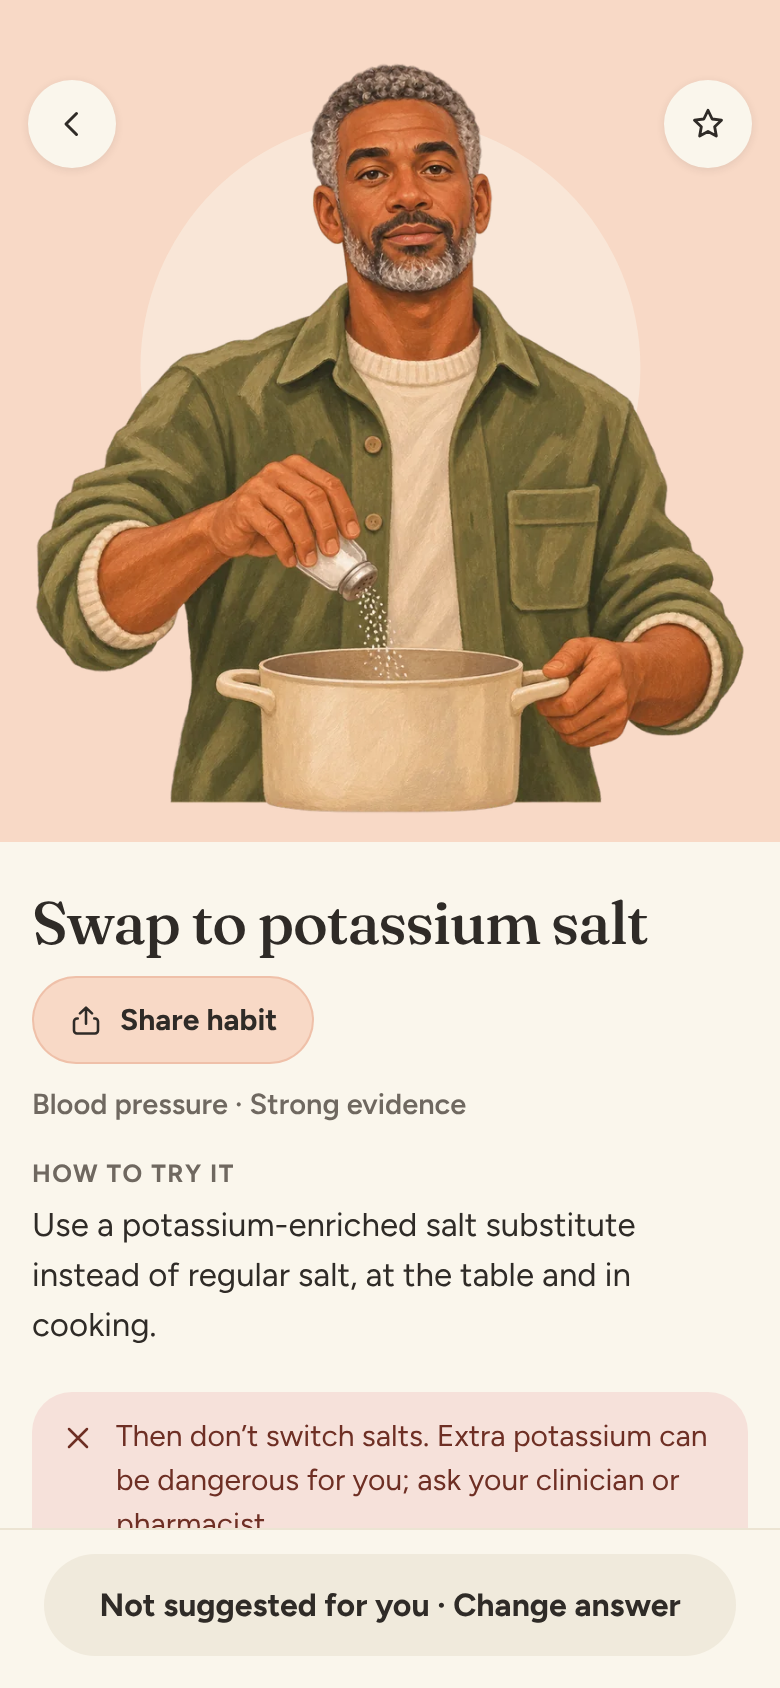 Swap to potassium salt
Share habit
Blood pressure · Strong evidence
HOW TO TRY IT
Use a potassium-enriched salt substitute
instead of regular salt, at the table and in
cooking.
Then don’t switch salts. Extra potassium can
be dangerous for you; ask your clinician or
pharmacist
Not suggested for you · Change answer